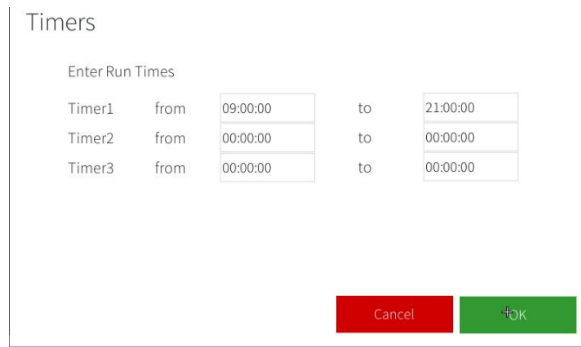 Timers
Enter Run Times
Timer1 from 09:00:00 to 21:00:00
Timer2 from 00:00:00 to 00:00:00
Timer3 from 00:00:00 to 00:00:00
Cancel OK